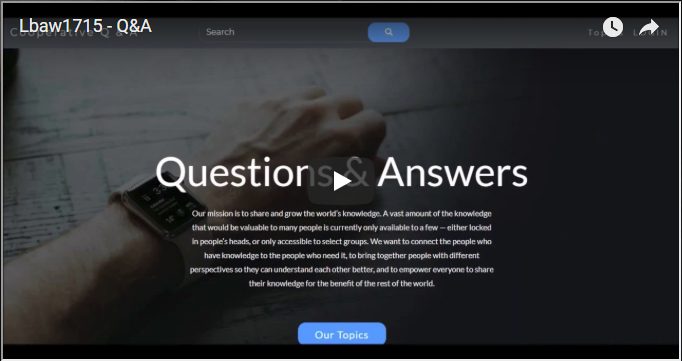 Lbaw1715 - Q&A
Cooperative Q & A
Search
LOGIN
Questions & Answers
Our mission is to share and grow the world's knowledge. A vast amount of the knowledge
that would be valuable to many people is currently only available to a few — either locked
in people's heads, or only accessible to select groups. We want to connect the people who
have knowledge to the people who need it, to bring together people with different
perspectives so they can understand each other better, and to empower everyone to share
their knowledge for the benefit of the rest of the world.
Our Topics